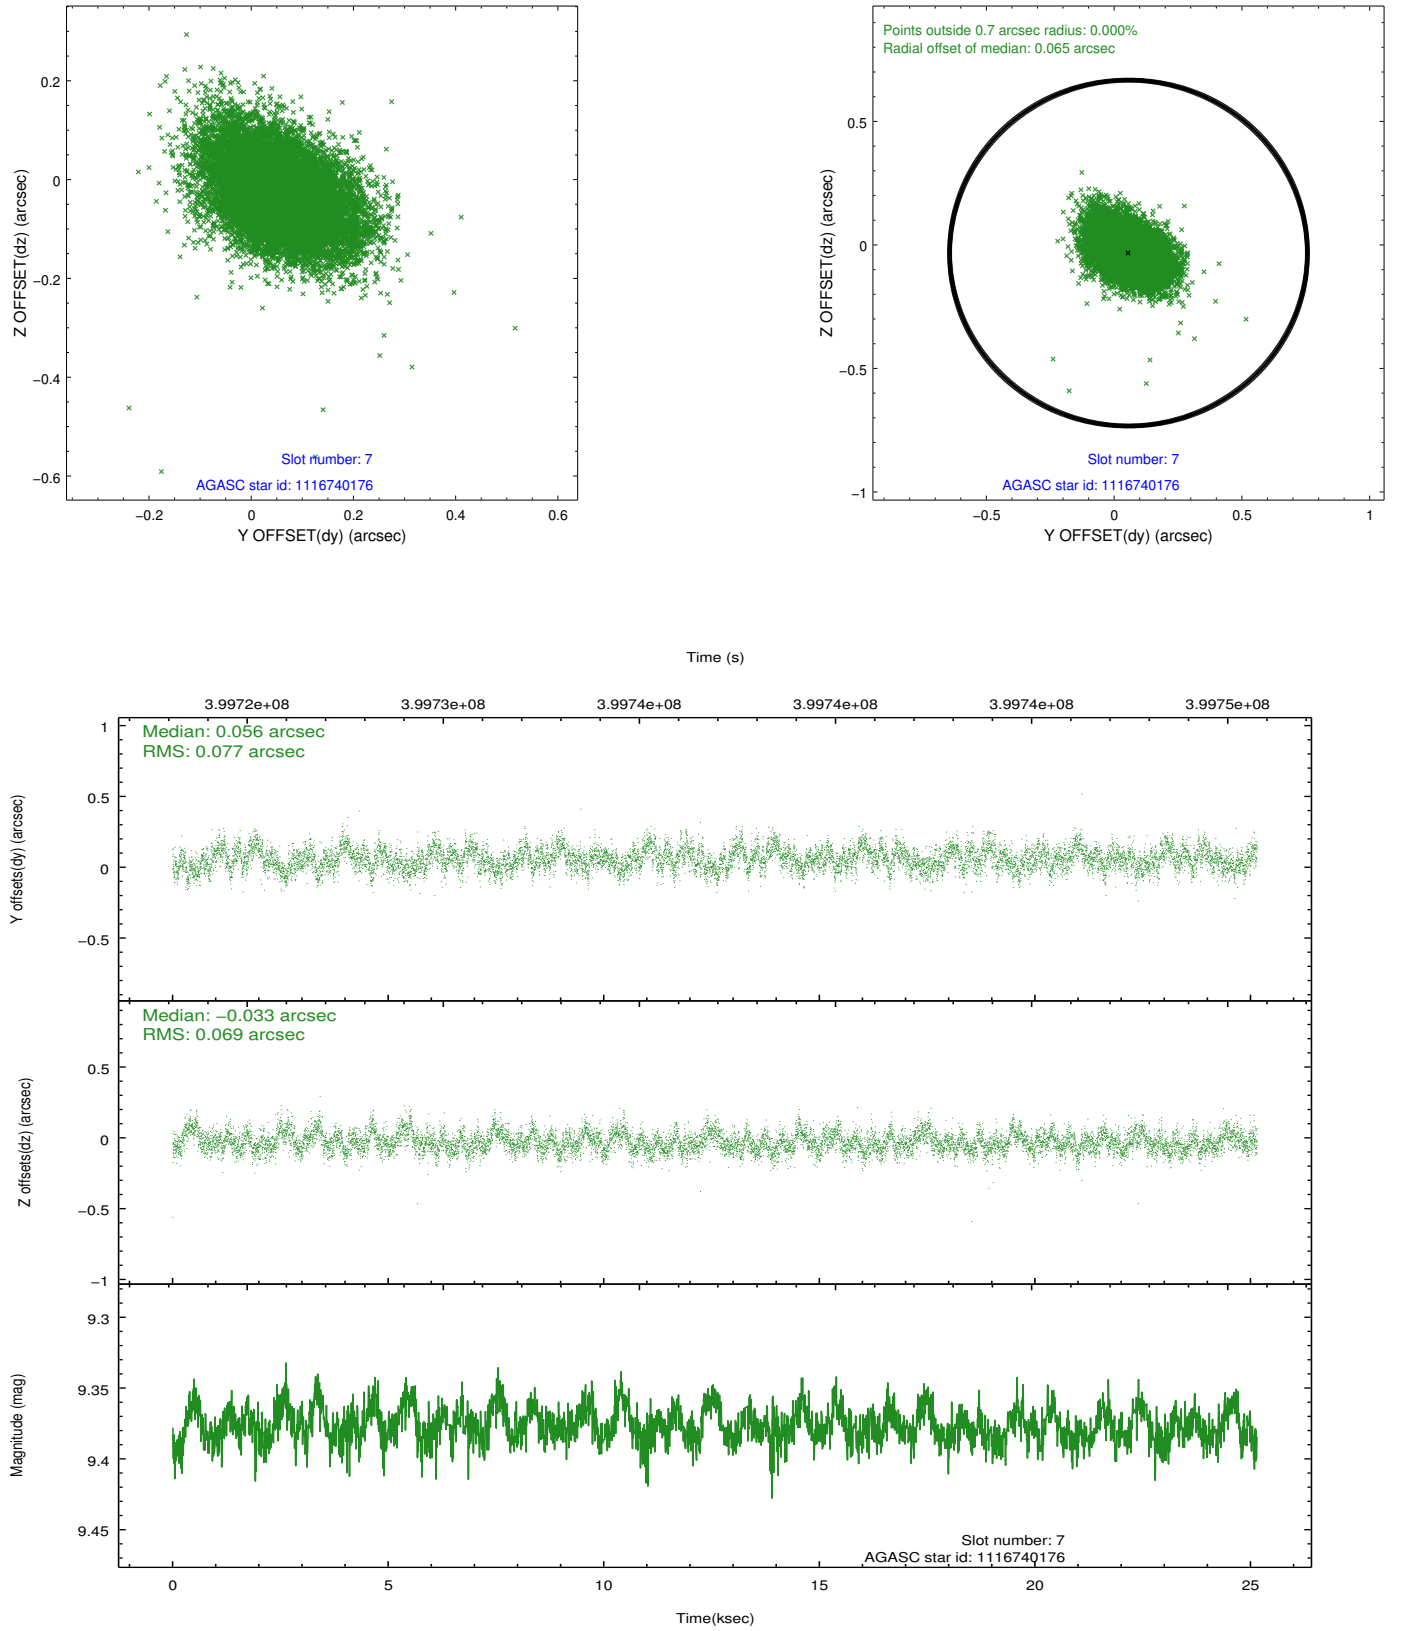 0.2
0
−0.2
−0.4
−0.6
Z OFFSET(dz) (arcsec)
Slot number: 7
AGASC star id: 1116740176
−0.2
0
0.2
0.4
0.6
Y OFFSET(dy) (arcsec)
Points outside 0.7 arcsec radius: 0.000%
Radial offset of median: 0.065 arcsec
0.5
0
−0.5
−1
Z OFFSET(dz) (arcsec)
Slot number: 7
AGASC star id: 1116740176
−0.5
0
0.5
1
Y OFFSET(dy) (arcsec)
Time (s)
3.9972e+08
3.9973e+08
3.9974e+08
3.9974e+08
3.9974e+08
3.9975e+08
Median: 0.056 arcsec
RMS: 0.077 arcsec
1
0.5
0
−0.5
Y offsets(dy) (arcsec)
Median: −0.033 arcsec
RMS: 0.069 arcsec
0.5
0
−0.5
−1
Z offsets(dz) (arcsec)
9.3
9.35
9.4
9.45
Magnitude (mag)
Slot number: 7
AGASC star id: 1116740176
0
5
10
15
20
25
Time(ksec)